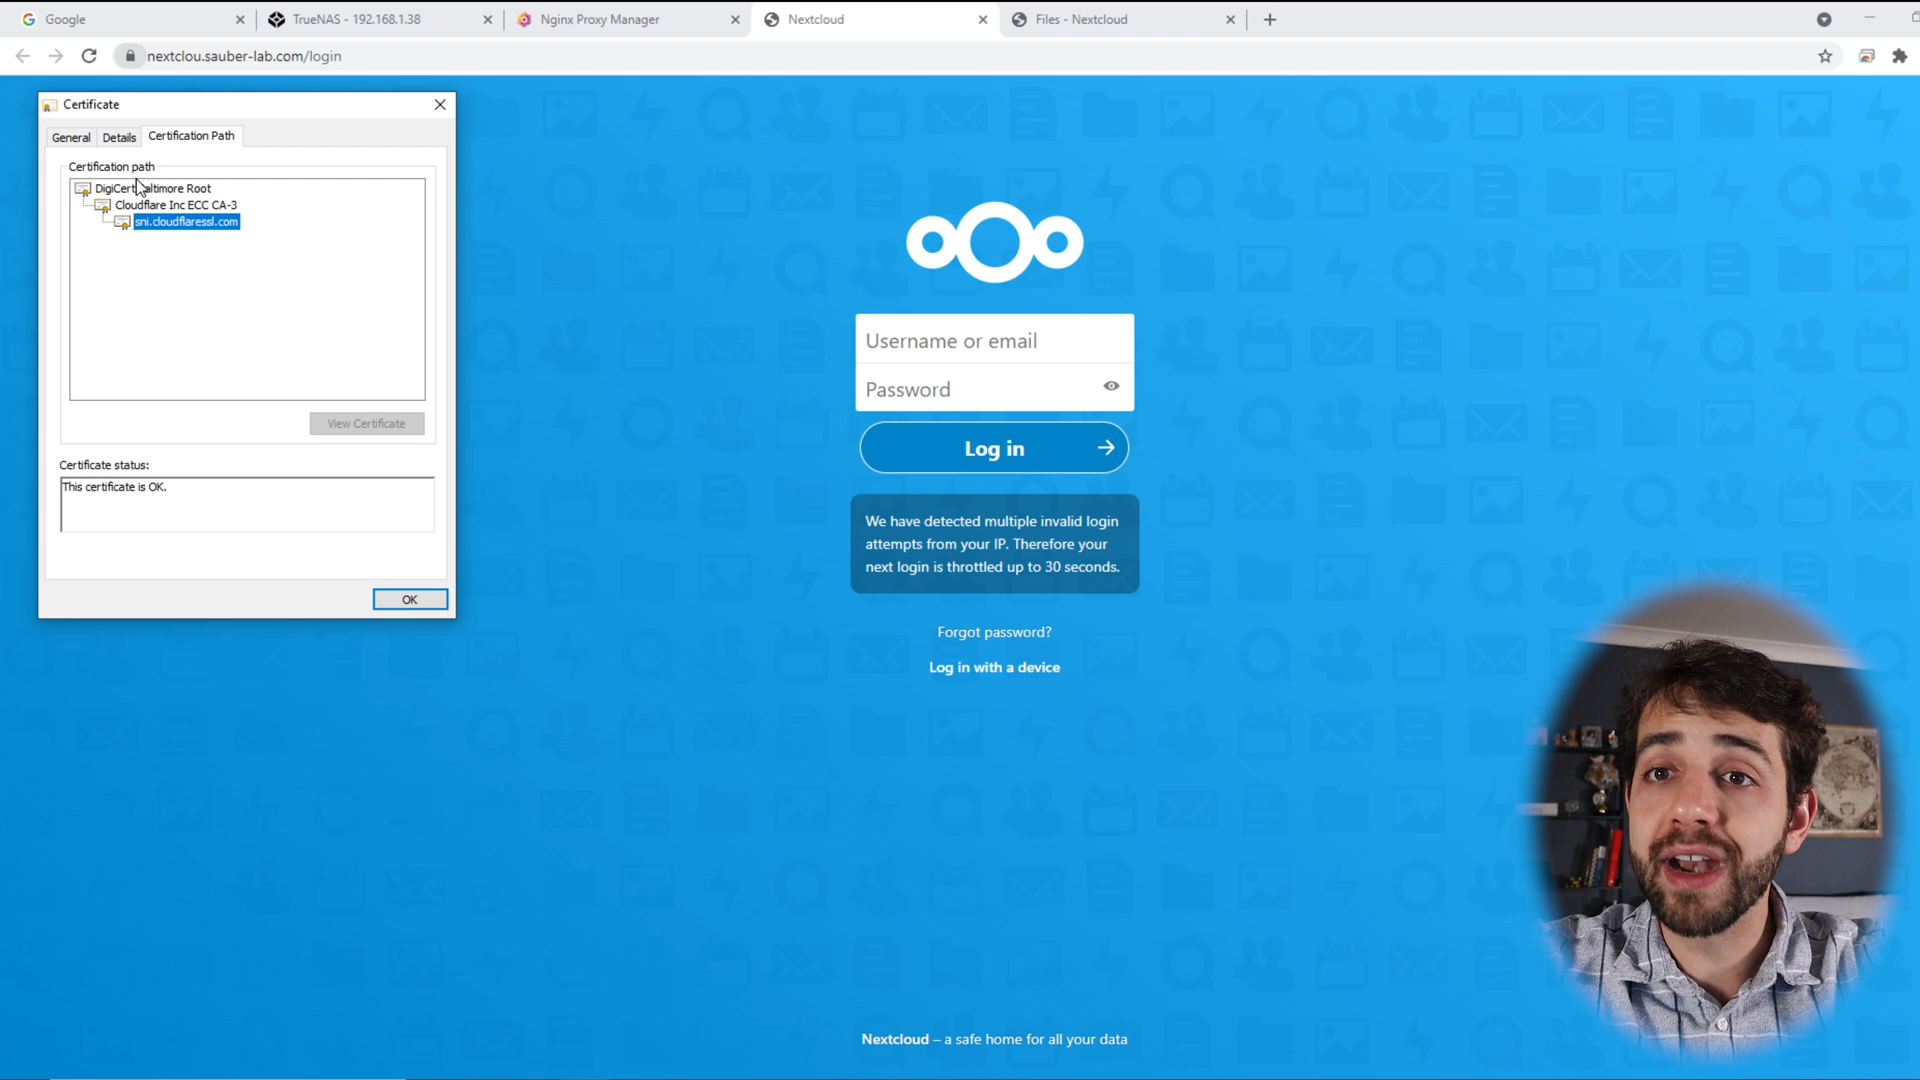 Google
TrueNAS - 192.168.1.38
Nginx Proxy Manager
Nextcloud
Files - Nextcloud
nextclou.sauber-lab.com/login
Certificate
General
Details
Certification Path
Certification path
DigiCert Baltimore Root
Cloudflare Inc ECC CA-3
sni.cloudflaressl.com
View Certificate
Certificate status:
This certificate is OK.
OK
Username or email
Password
Log in
We have detected multiple invalid login
attempts from your IP. Therefore your
next login is throttled up to 30 seconds.
Forgot password?
Log in with a device
Nextcloud – a safe home for all your data